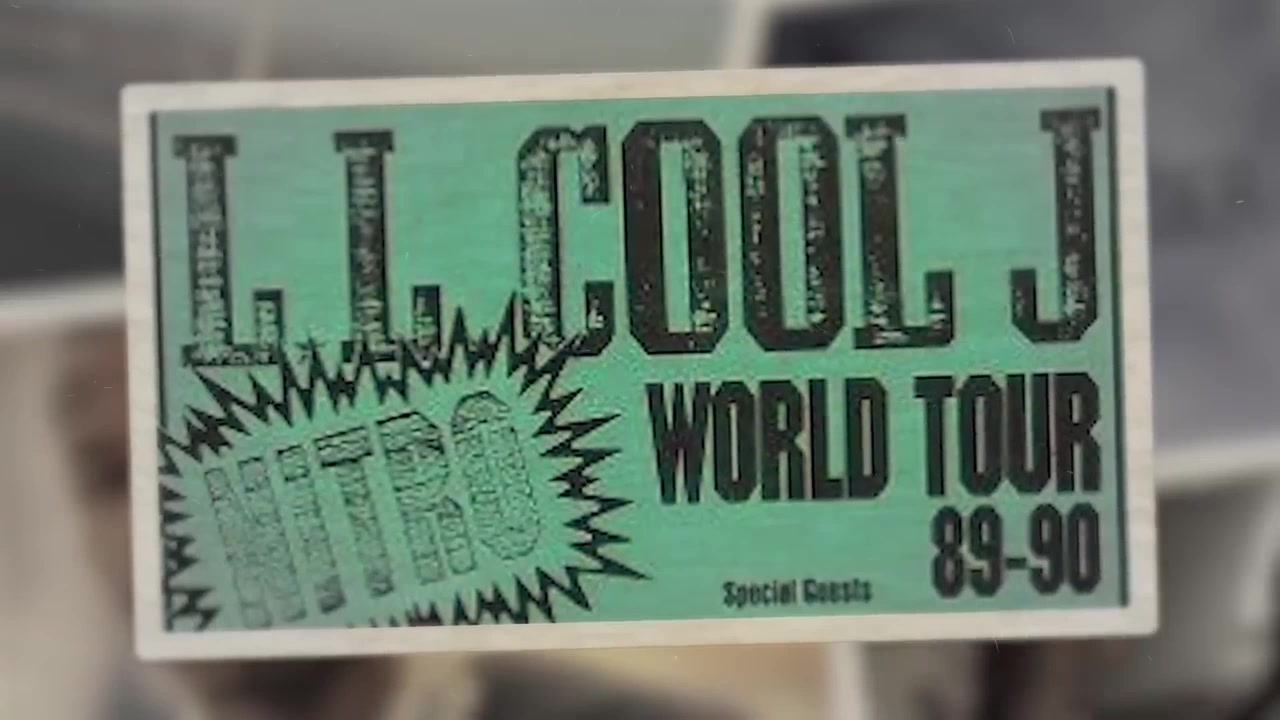 L L COOL J
WORLD TOUR
NITRO
89-90
Special Guests